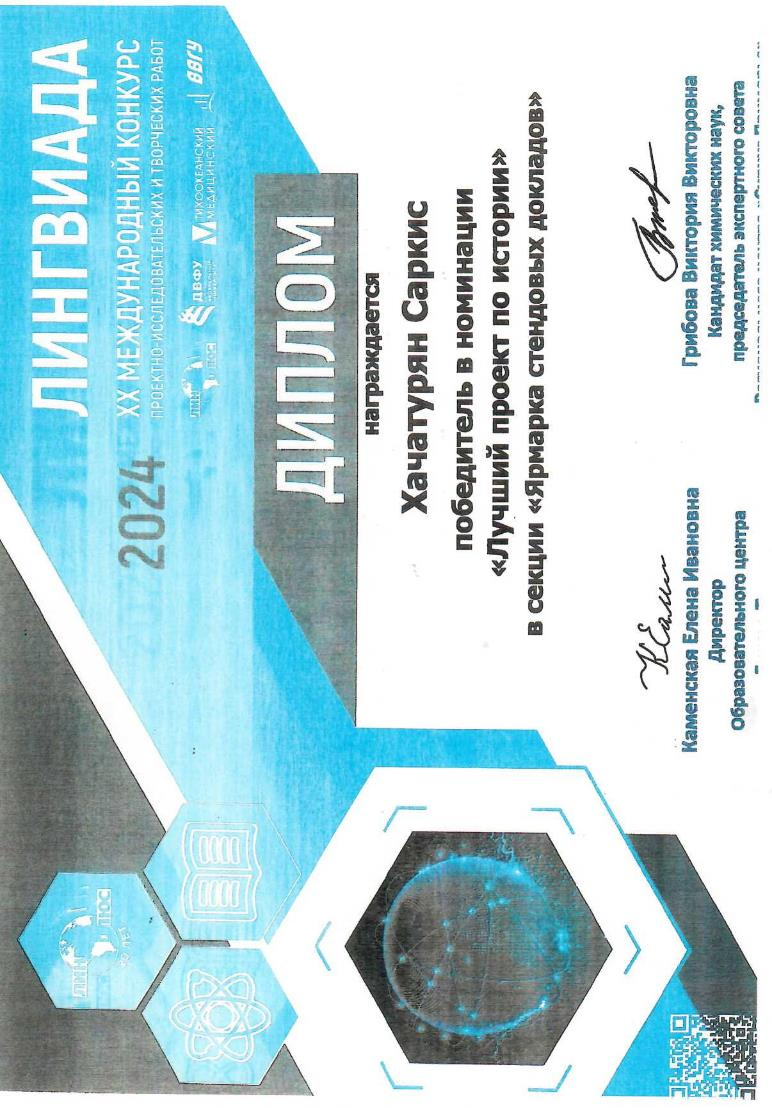 ЛИНГВИАДА
2024
XX МЕЖДУНАРОДНЫЙ КОНКУРС
ПРОЕКТНО-ИССЛЕДОВАТЕЛЬСКИХ И ТВОРЧЕСКИХ РАБОТ
ДВФУ
ТИХООКЕАНСКИЙ
МЕДИЦИНСКИЙ
ВВГУ
ДИПЛОМ
награждается
Хачатурян Саркис
победитель в номинации
«Лучший проект по истории»
в секции «Ярмарка стендовых докладов»
Каменская Елена Ивановна
Директор
Образовательного центра
Грибова Виктория Викторовна
Кандидат химических наук,
председатель экспертного совета